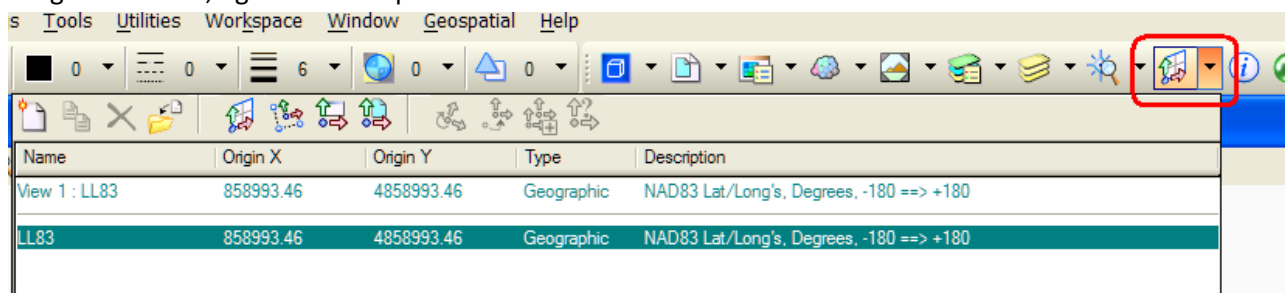 s Tools Utilities Workspace Window Geospatial Help
0 0 6 0 0
Name Origin X Origin Y Type Description
View 1 : LL83 858993.46 4858993.46 Geographic NAD83 Lat/Long's, Degrees, -180 ==> +180
LL83 858993.46 4858993.46 Geographic NAD83 Lat/Long's, Degrees, -180 ==> +180